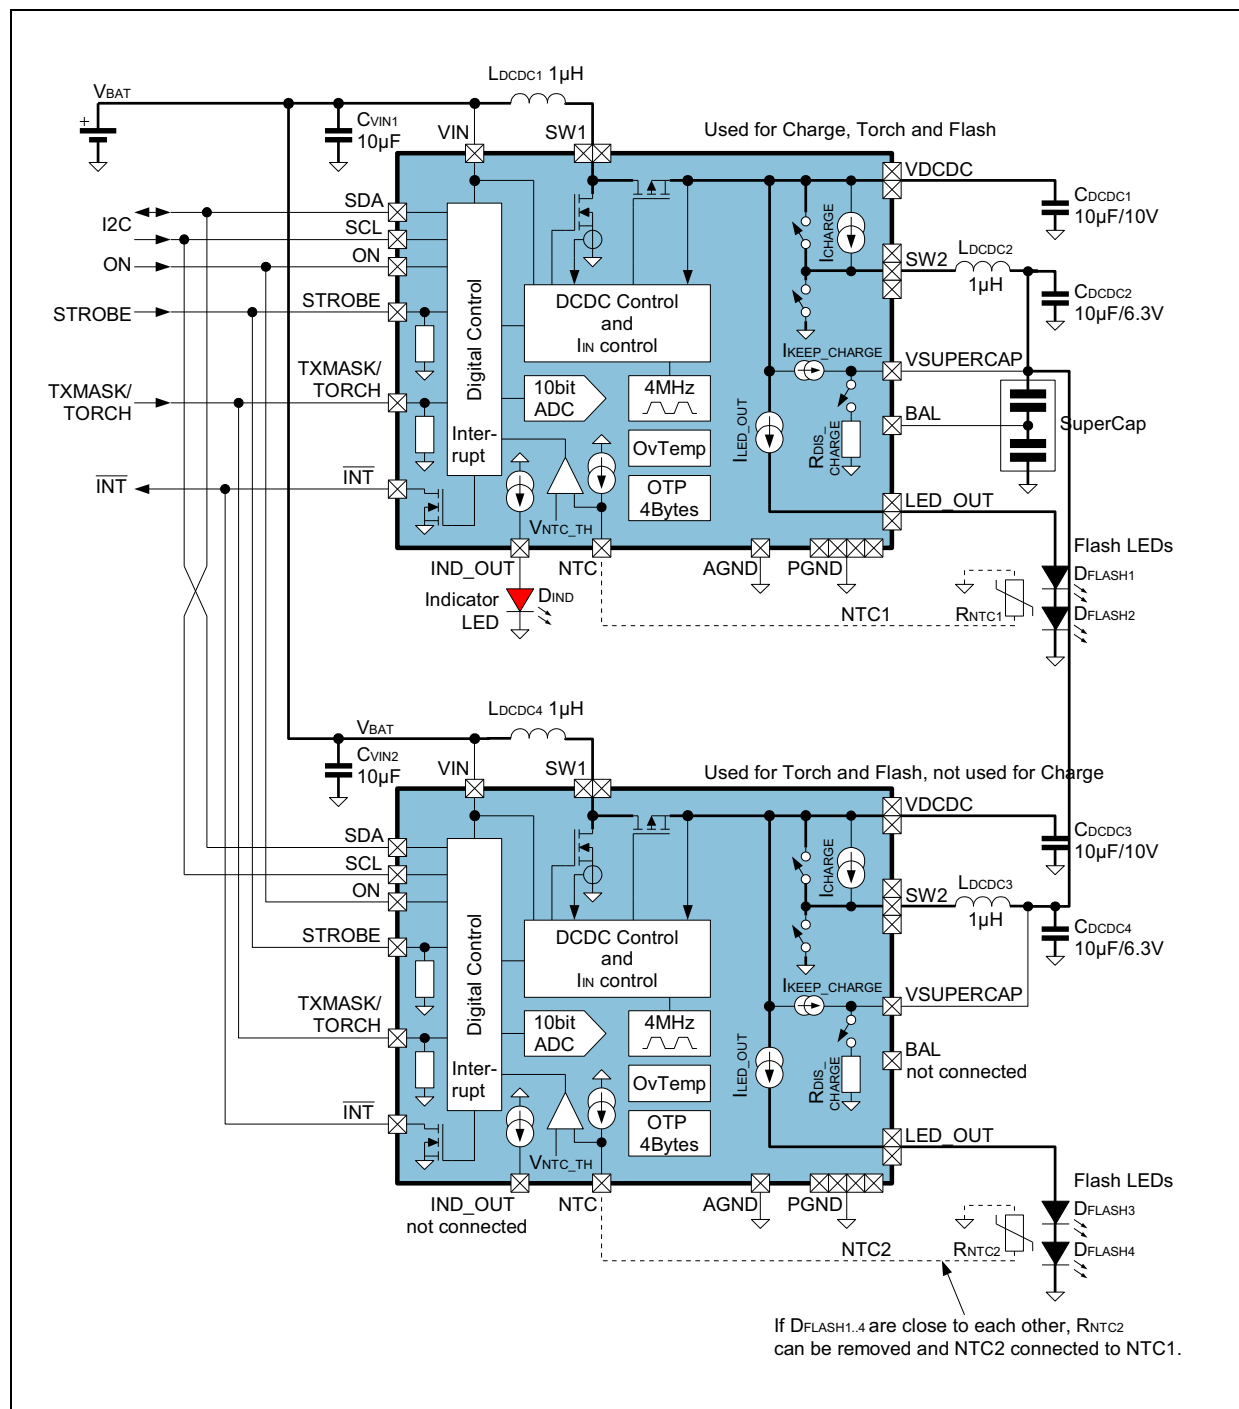 LDCDC1 1µH
VBAT
+
CVIN1
10µF
VIN
SW1
Used for Charge, Torch and Flash
VDCDC
CDCDC1
10µF/10V
SDA
I2C
SCL
ON
ON
ICHARGE
SW2
LDCDC2
1µH
CDCDC2
10µF/6.3V
STROBE
STROBE
Digital Control
DCDC Control
and
IIN control
IKEEP_CHARGE
VSUPERCAP
TXMASK/
TORCH
TXMASK/
TORCH
10bit
ADC
4MHz
BAL
SuperCap
ILED_OUT
RDIS_
CHARGE
Inter-
rupt
OvTemp
INT
INT
OTP
4Bytes
LED_OUT
VNTC_TH
IND_OUT
NTC
AGND
PGND
Flash LEDs
DFLASH1
Indicator
LED
DIND
NTC1
RNTC1
DFLASH2
LDCDC4 1µH
VBAT
CVIN2
10µF
VIN
SW1
Used for Torch and Flash, not used for Charge
VDCDC
CDCDC3
10µF/10V
SDA
SCL
ON
ICHARGE
SW2
LDCDC3
1µH
CDCDC4
10µF/6.3V
STROBE
Digital Control
DCDC Control
and
IIN control
IKEEP_CHARGE
VSUPERCAP
TXMASK/
TORCH
10bit
ADC
4MHz
BAL
not connected
ILED_OUT
RDIS_
CHARGE
Inter-
rupt
OvTemp
INT
OTP
4Bytes
LED_OUT
VNTC_TH
IND_OUT
not connected
NTC
AGND
PGND
Flash LEDs
DFLASH3
NTC2
RNTC2
DFLASH4
If DFLASH1..4 are close to each other, RNTC2
can be removed and NTC2 connected to NTC1.